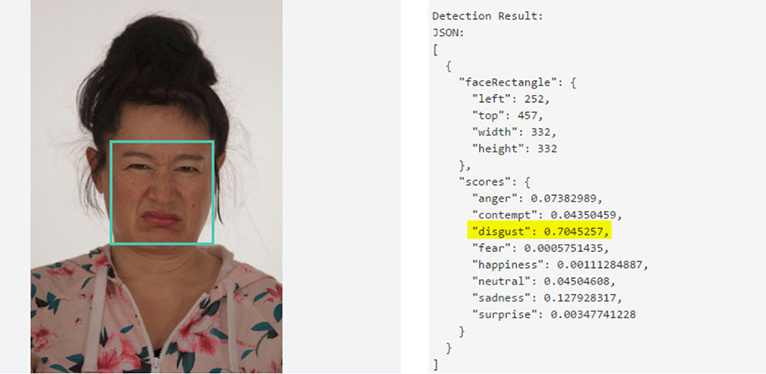 Detection Result:
JSON:
[
{
"faceRectangle": {
"left": 252,
"top": 457,
"width": 332,
"height": 332
},
"scores": {
"anger": 0.07382989,
"contempt": 0.04350459,
"disgust": 0.7045257,
"fear": 0.0005751435,
"happiness": 0.00111284887,
"neutral": 0.04504608,
"sadness": 0.127928317,
"surprise": 0.00347741228
}
}
]